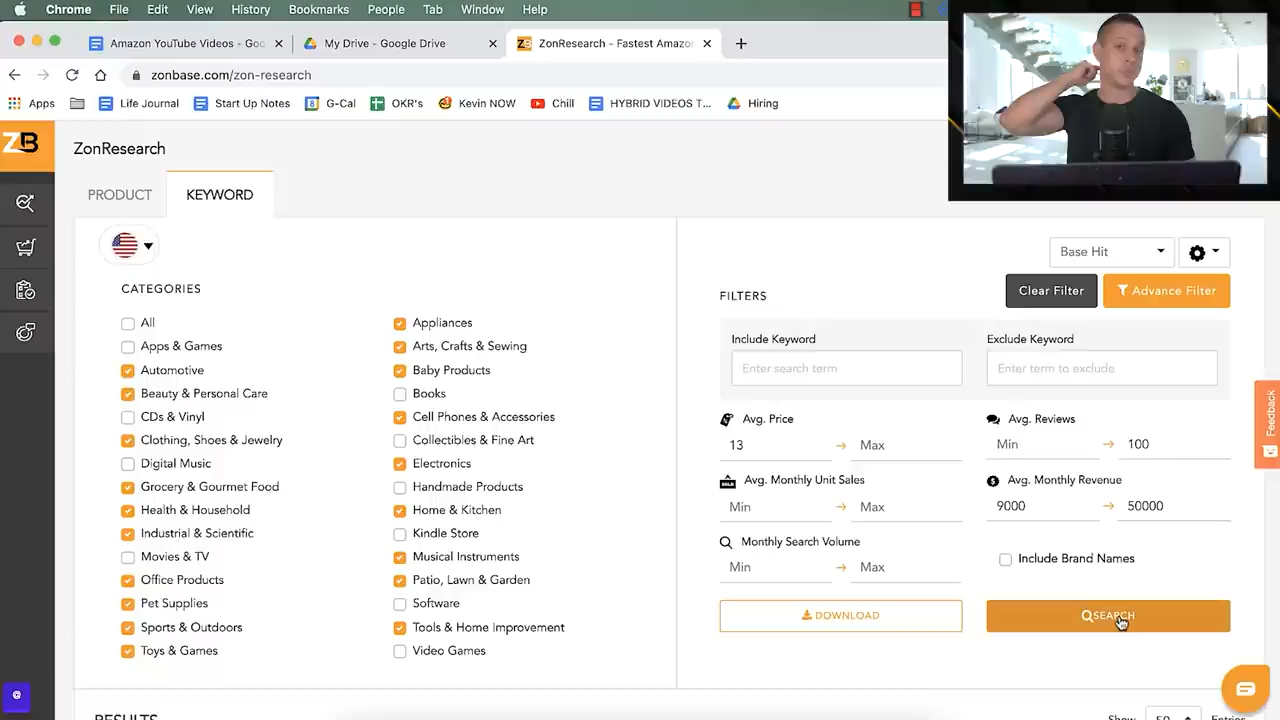 Chrome File Edit View History Bookmarks People Tab Window Help
Amazon YouTube Videos - Goo
My Drive - Google Drive
ZonResearch - Fastest Amazon
zonbase.com/zon-research
Apps Life Journal Start Up Notes G-Cal OKR's Kevin NOW Chill HYBRID VIDEOS T... Hiring
ZB
ZonResearch
PRODUCT KEYWORD
CATEGORIES
All
Apps & Games
Automotive
Beauty & Personal Care
CDs & Vinyl
Clothing, Shoes & Jewelry
Digital Music
Grocery & Gourmet Food
Health & Household
Industrial & Scientific
Movies & TV
Office Products
Pet Supplies
Sports & Outdoors
Toys & Games
Appliances
Arts, Crafts & Sewing
Baby Products
Books
Cell Phones & Accessories
Collectibles & Fine Art
Electronics
Handmade Products
Home & Kitchen
Kindle Store
Musical Instruments
Patio, Lawn & Garden
Software
Tools & Home Improvement
Video Games
Base Hit
FILTERS
Clear Filter
Advance Filter
Include Keyword
Enter search term
Exclude Keyword
Enter term to exclude
Avg. Price
13 → Max
Avg. Reviews
Min → 100
Avg. Monthly Unit Sales
Min → Max
Avg. Monthly Revenue
9000 → 50000
Monthly Search Volume
Min → Max
Include Brand Names
DOWNLOAD
SEARCH
Feedback
RESULTS
Show 50 Entries